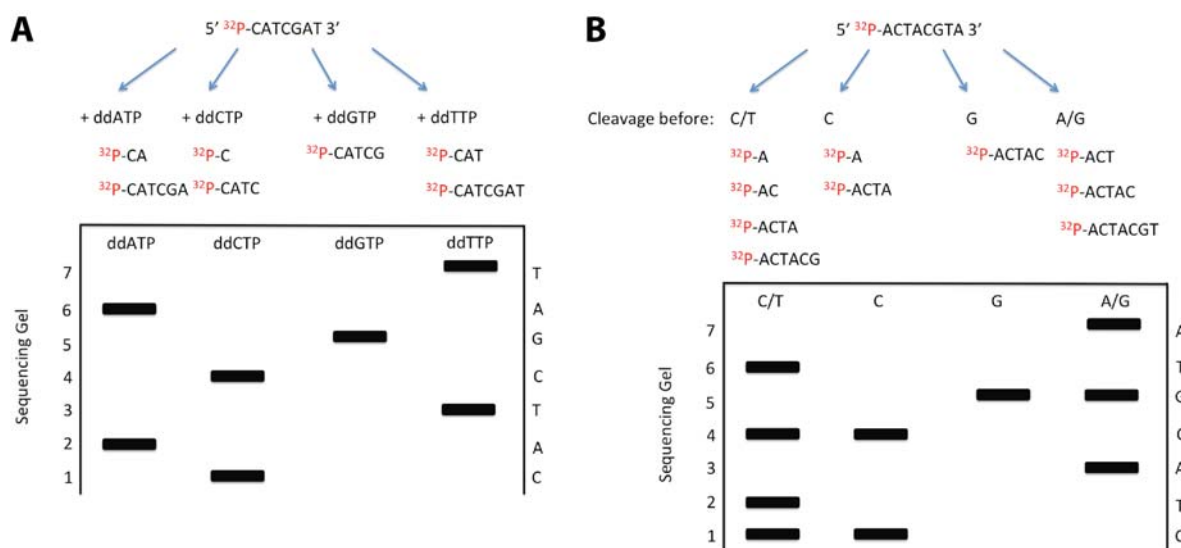 A
5' ³²P-CATCGAT 3'
+ ddATP + ddCTP + ddGTP + ddTTP
³²P-CA ³²P-C ³²P-CATCG ³²P-CAT
³²P-CATCGA ³²P-CATC ³²P-CATCGAT
ddATP ddCTP ddGTP ddTTP
Sequencing Gel
7 T
6 A
5 G
4 C
3 T
2 A
1 C
B
5' ³²P-ACTACGTA 3'
Cleavage before: C/T C G A/G
³²P-A ³²P-A ³²P-ACTAC ³²P-ACT
³²P-AC ³²P-ACTA ³²P-ACTAC
³²P-ACTA ³²P-ACTACGT
³²P-ACTACG
C/T C G A/G
Sequencing Gel
7 A
6 T
5 G
4 C
3 A
2 T
1 C